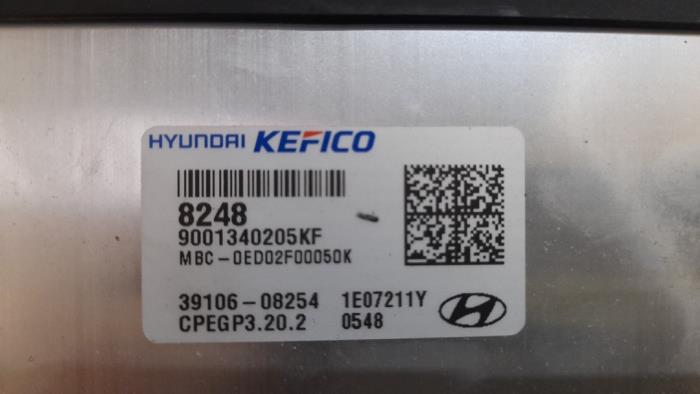 HYUNDAI KEFICO
8248
9001340205KF
MBC-0ED02F00050K
39106-08254 1E07211Y
CPEGP3.20.2 0548